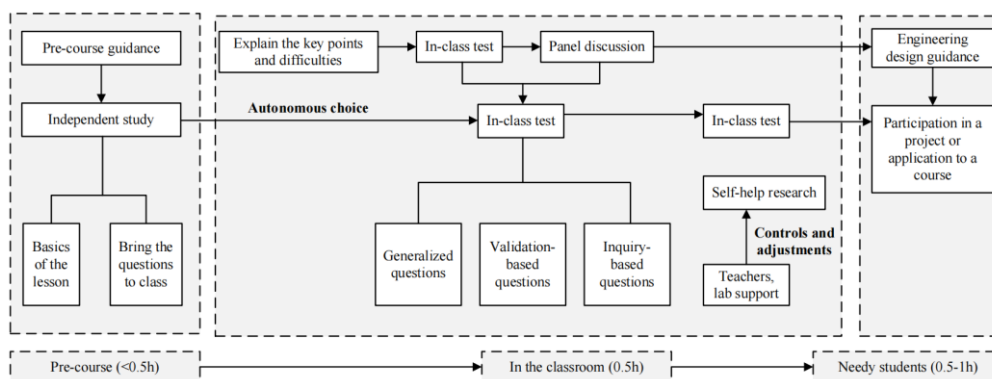 Pre-course guidance
Independent study
Basics
of the
lesson
Bring the
questions
to class
Explain the key points
and difficulties
In-class test
Panel discussion
Autonomous choice
In-class test
In-class test
Generalized
questions
Validation-
based
questions
Inquiry-
based
questions
Self-help research
Controls and
adjustments
Teachers,
lab support
Engineering
design guidance
Participation in a
project or
application to a
course
Pre-course (<0.5h)
In the classroom (0.5h)
Needy students (0.5-1h)